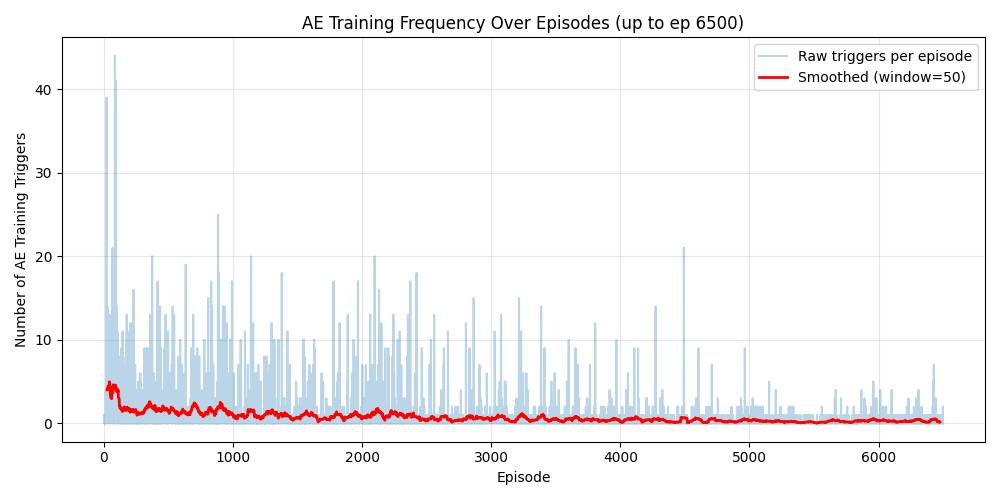 AE Training Frequency Over Episodes (up to ep 6500)
Raw triggers per episode
Smoothed (window=50)
Number of AE Training Triggers
40
30
20
10
0
0 1000 2000 3000 4000 5000 6000
Episode